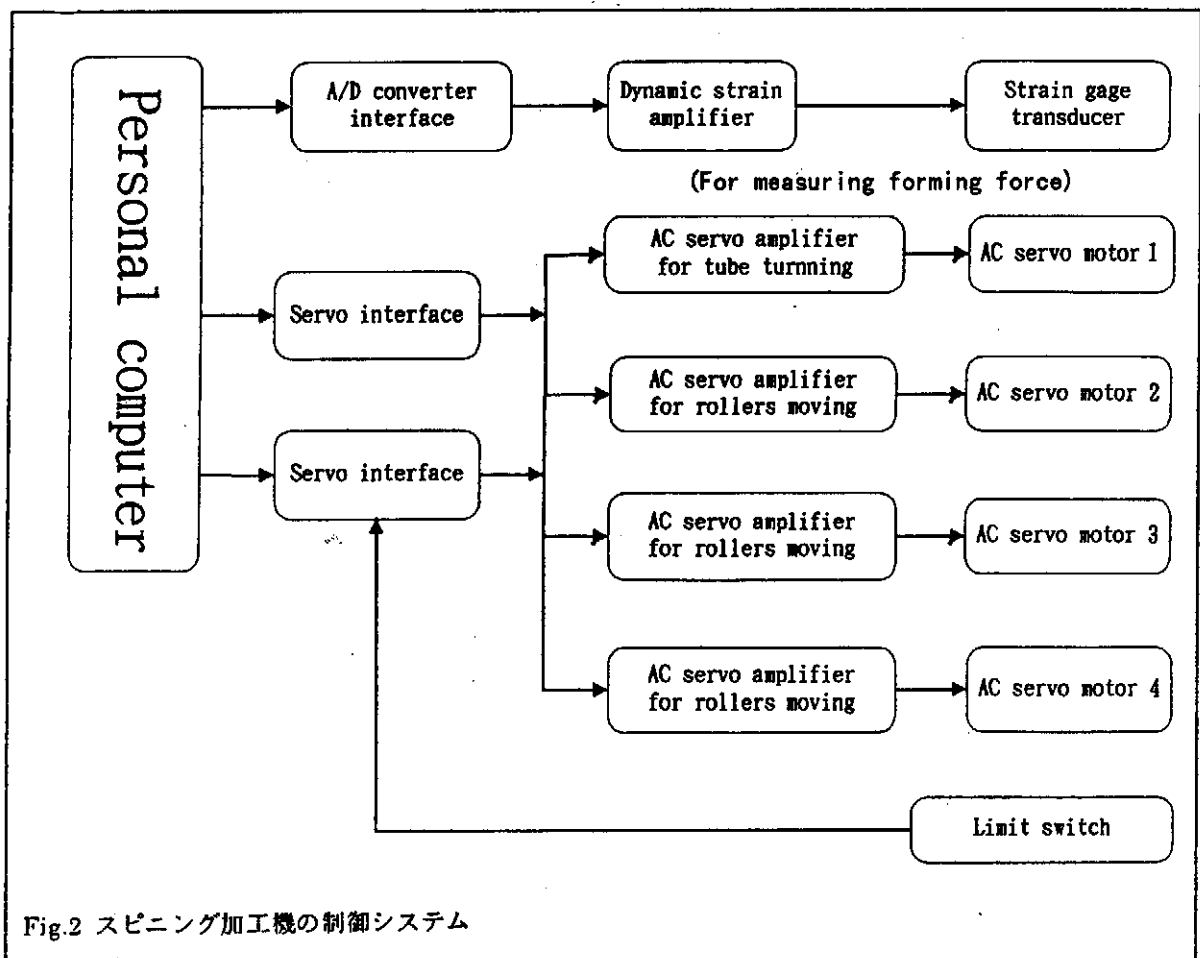 Personal computer
A/D converter
interface
Dynamic strain
amplifier
Strain gage
transducer
(For measuring forming force)
AC servo amplifier
for tube turnning
AC servo motor 1
Servo interface
AC servo amplifier
for rollers moving
AC servo motor 2
Servo interface
AC servo amplifier
for rollers moving
AC servo motor 3
AC servo amplifier
for rollers moving
AC servo motor 4
Limit switch
Fig.2 スピニング加工機の制御システム